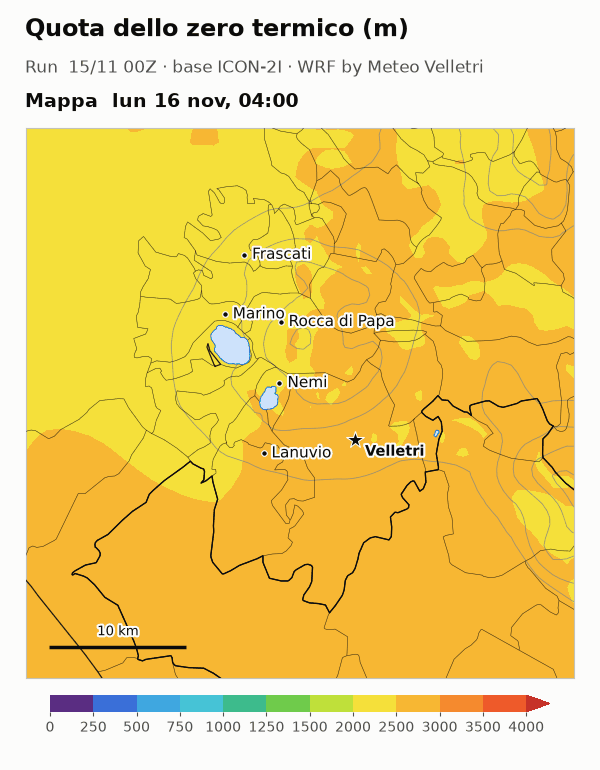 Quota dello zero termico (m)
Run  15/11 00Z · base ICON-2I · WRF by Meteo Velletri
Mappa  lun 16 nov, 04:00
Frascati
Marino
Rocca di Papa
Nemi
Velletri
Lanuvio
10 km
0 250 500 750 1000 1250 1500 2000 2500 3000 3500 4000